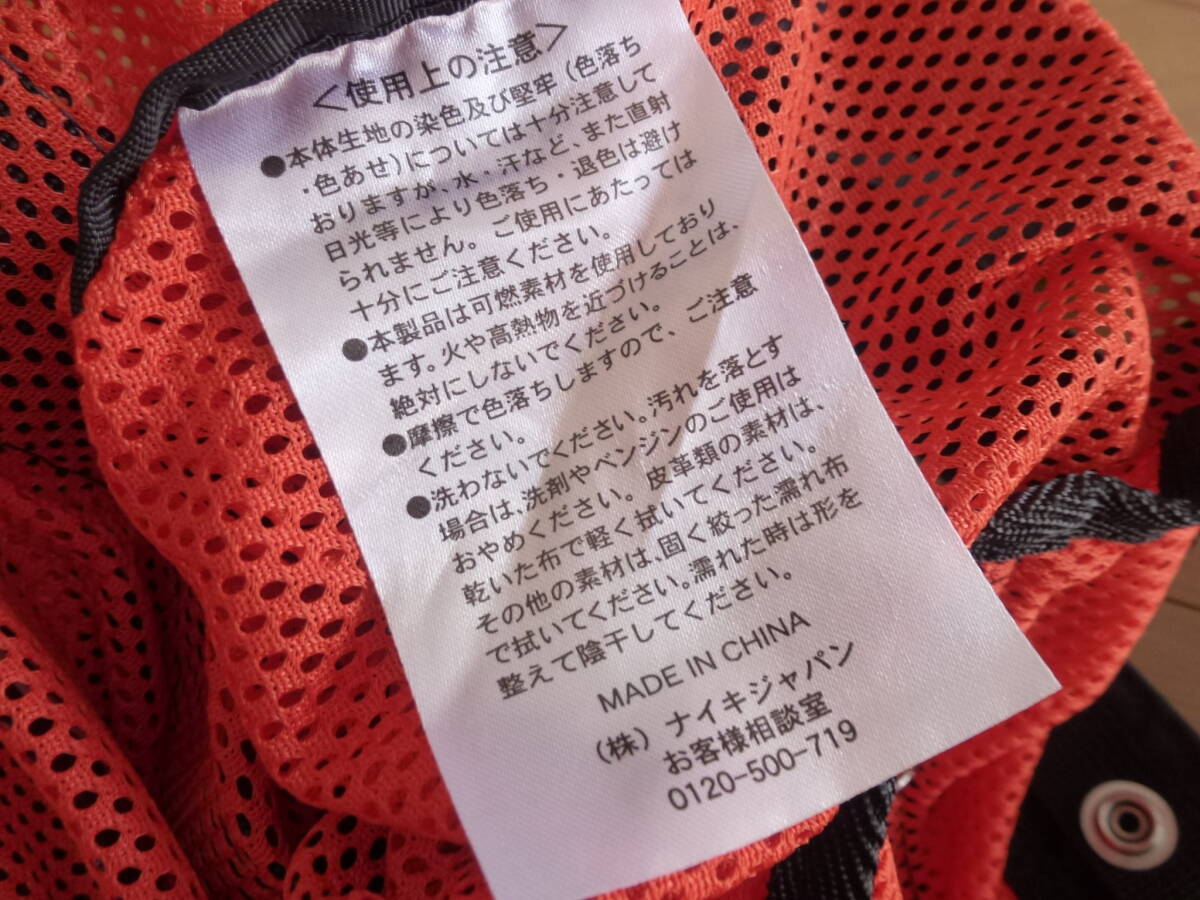 ＜使用上の注意＞
●本体生地の染色及び堅牢（色落ち
・色あせ）については十分注意して
おりますが、水・汗など、また直射
日光等により色落ち・退色は避け
られません。ご使用にあたっては
十分にご注意ください。
●本製品は可燃素材を使用しており
ます。火や高熱物を近づけることは、
絶対にしないでください。
●摩擦で色落ちしますので、ご注意
ください。
●洗わないでください。汚れを落とす
場合は、洗剤やベンジンのご使用は
おやめください。皮革類の素材は、
乾いた布で軽く拭いてください。
その他の素材は、固く絞った濡れ布
で拭いてください。濡れた時は形を
整えて陰干してください。
MADE IN CHINA
（株）ナイキジャパン
お客様相談室
0120-500-719